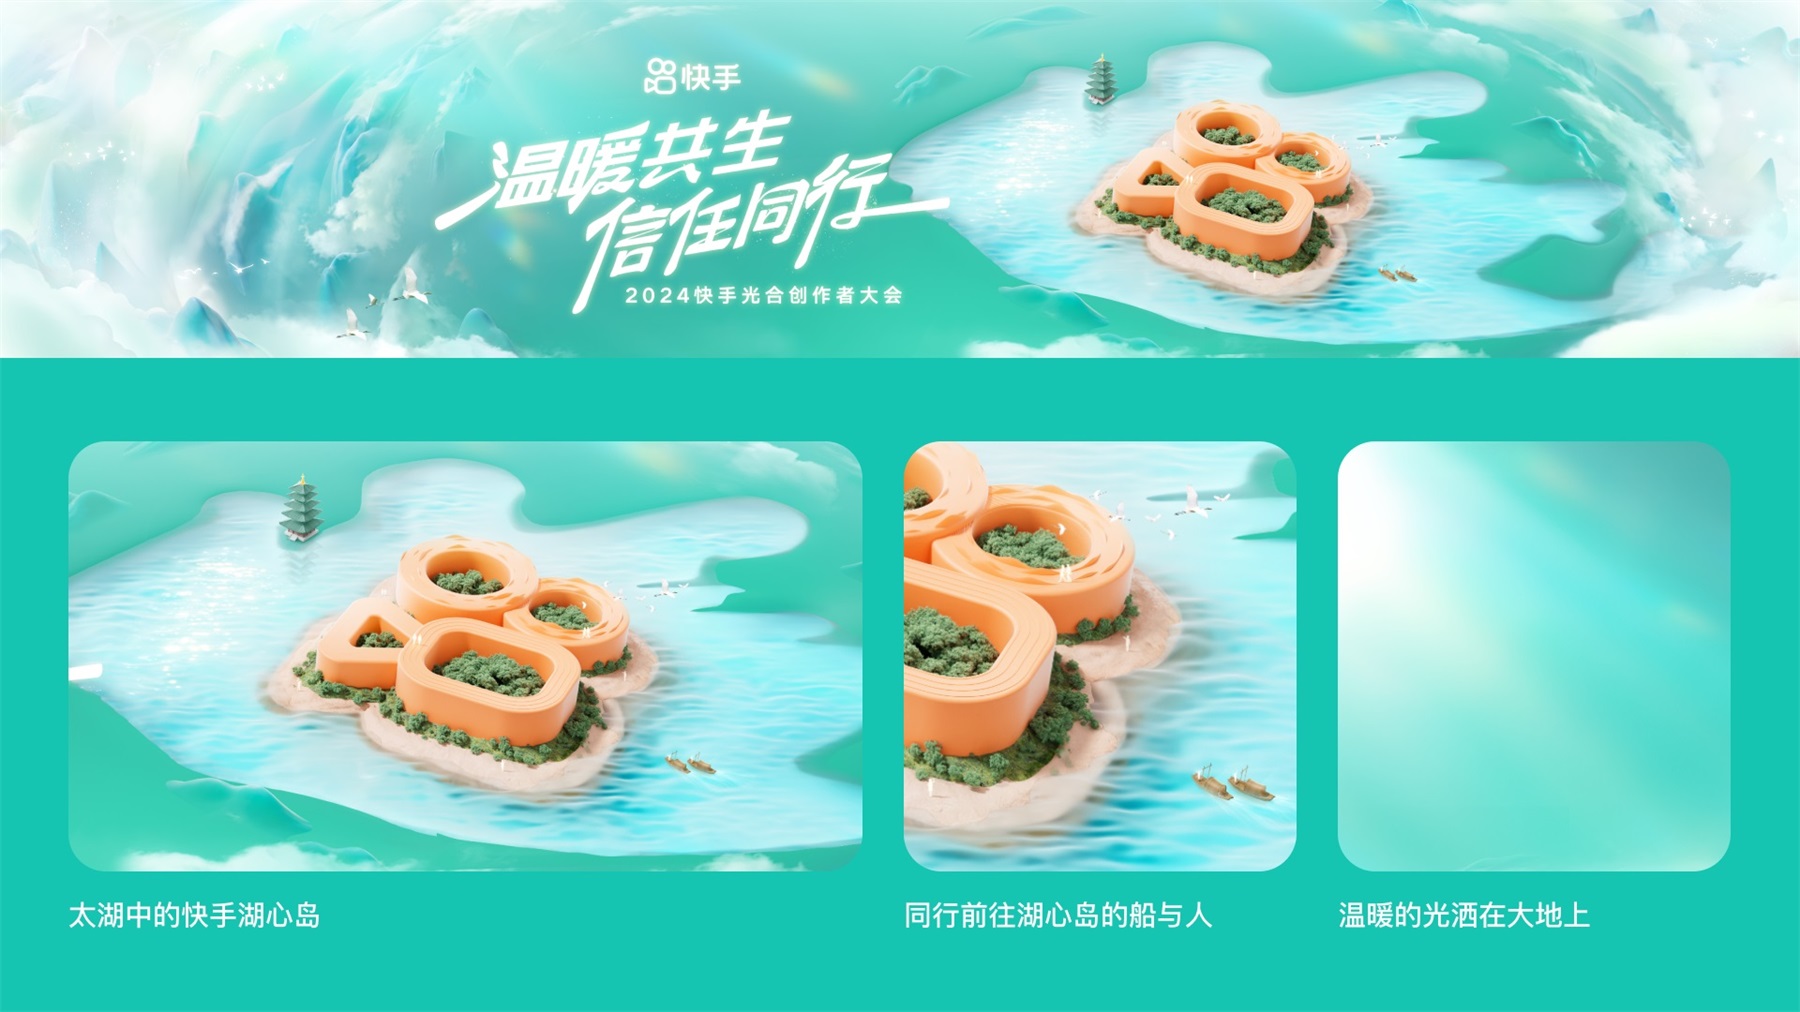 快手
温暖共生
信任同行
2024快手光合创作者大会
太湖中的快手湖心岛
同行前往湖心岛的船与人
温暖的光洒在大地上